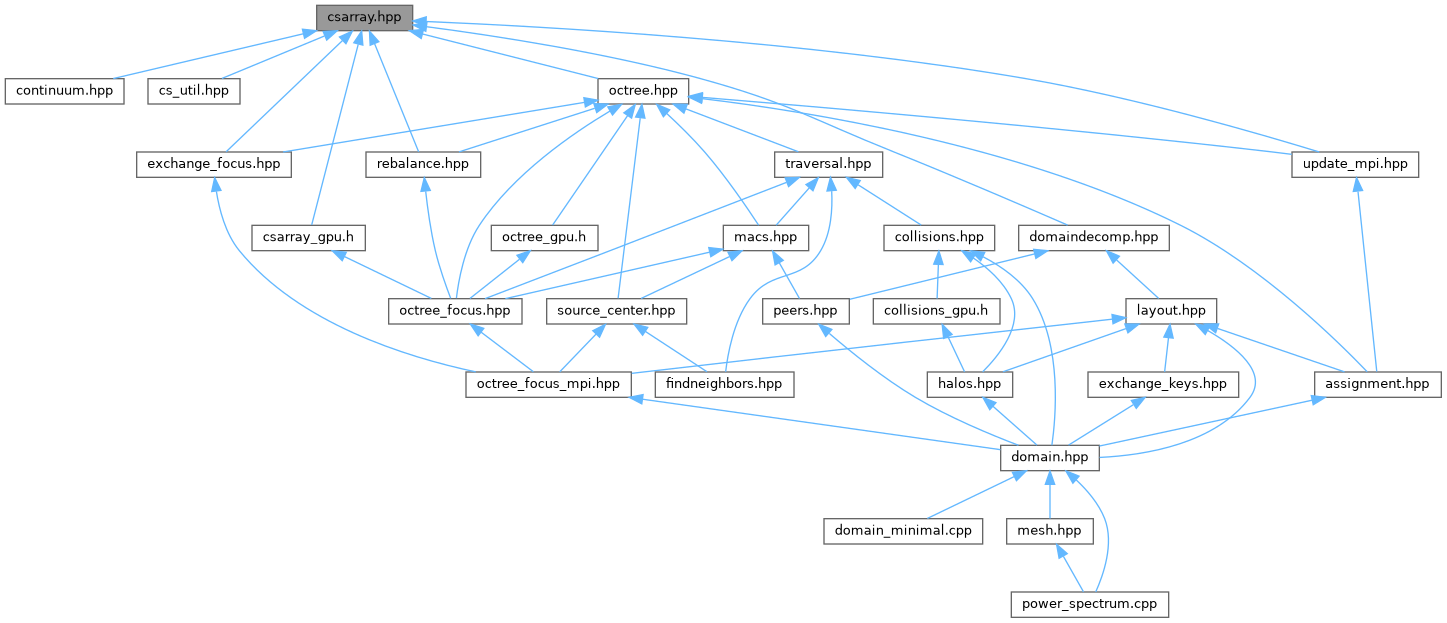 csarray.hpp
continuum.hpp
cs_util.hpp
octree.hpp
exchange_focus.hpp
rebalance.hpp
traversal.hpp
update_mpi.hpp
csarray_gpu.h
octree_gpu.h
macs.hpp
collisions.hpp
domaindecomp.hpp
octree_focus.hpp
source_center.hpp
peers.hpp
collisions_gpu.h
layout.hpp
octree_focus_mpi.hpp
findneighbors.hpp
halos.hpp
exchange_keys.hpp
assignment.hpp
domain.hpp
domain_minimal.cpp
mesh.hpp
power_spectrum.cpp